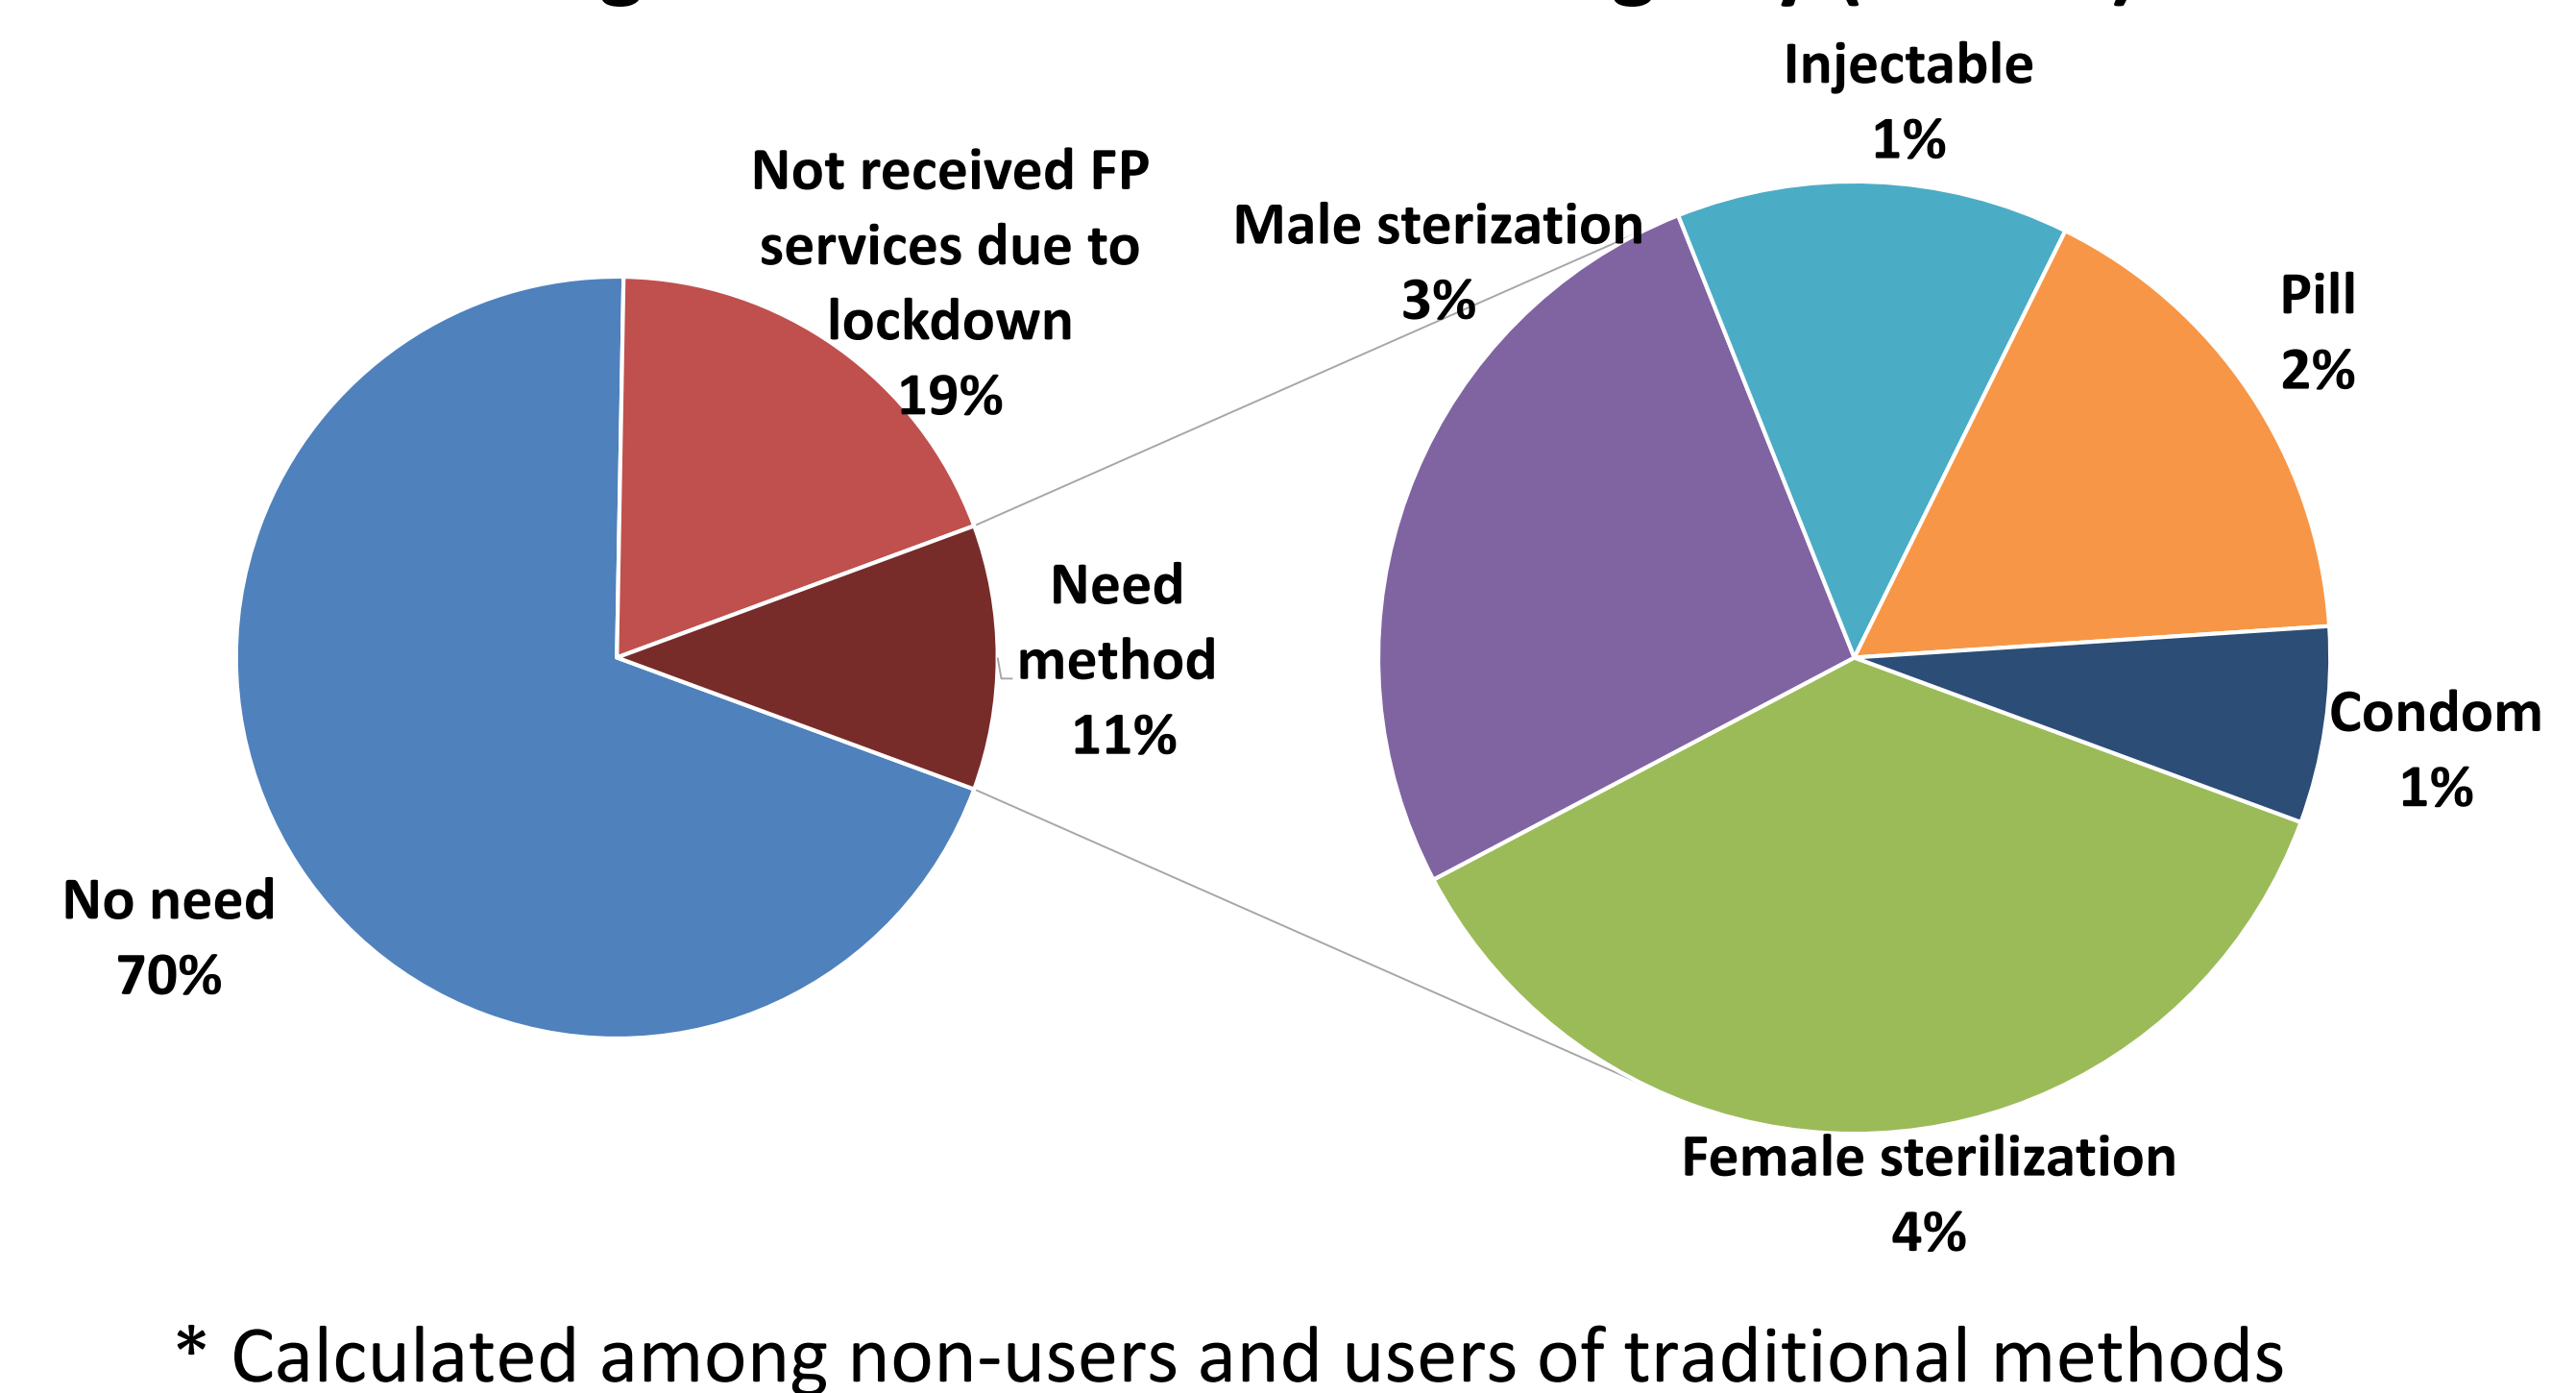 Injectable
1%
Not received FP
services due to
lockdown
19%
Male sterization
3%
Pill
2%
Need
method
11%
Condom
1%
No need
70%
Female sterilization
4%
* Calculated among non-users and users of traditional methods